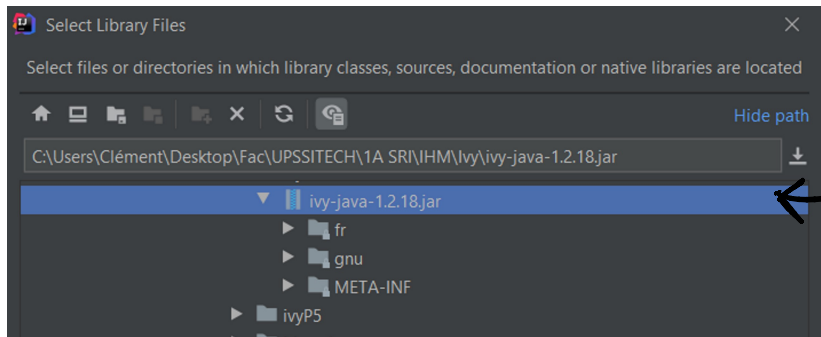 Select Library Files
Select files or directories in which library classes, sources, documentation or native libraries are located
Hide path
C:\Users\Clément\Desktop\Fac\UPSSITECH\1A SRI\IHM\Ivy\ivy-java-1.2.18.jar
ivy-java-1.2.18.jar
fr
gnu
META-INF
ivyP5